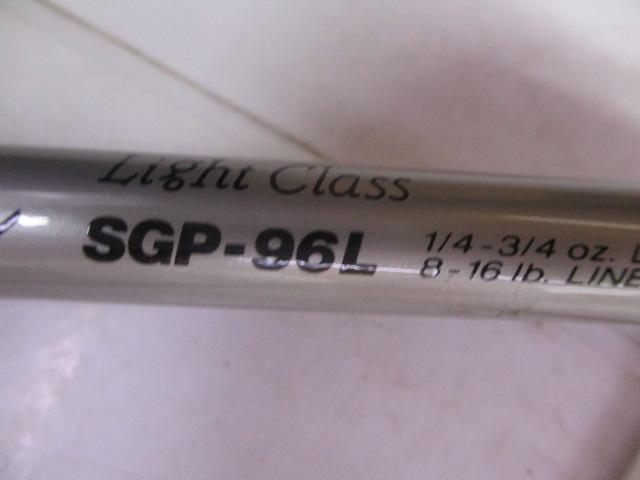 Light Class
SGP-96L
1/4-3/4 oz.
8-16 lb. LINE